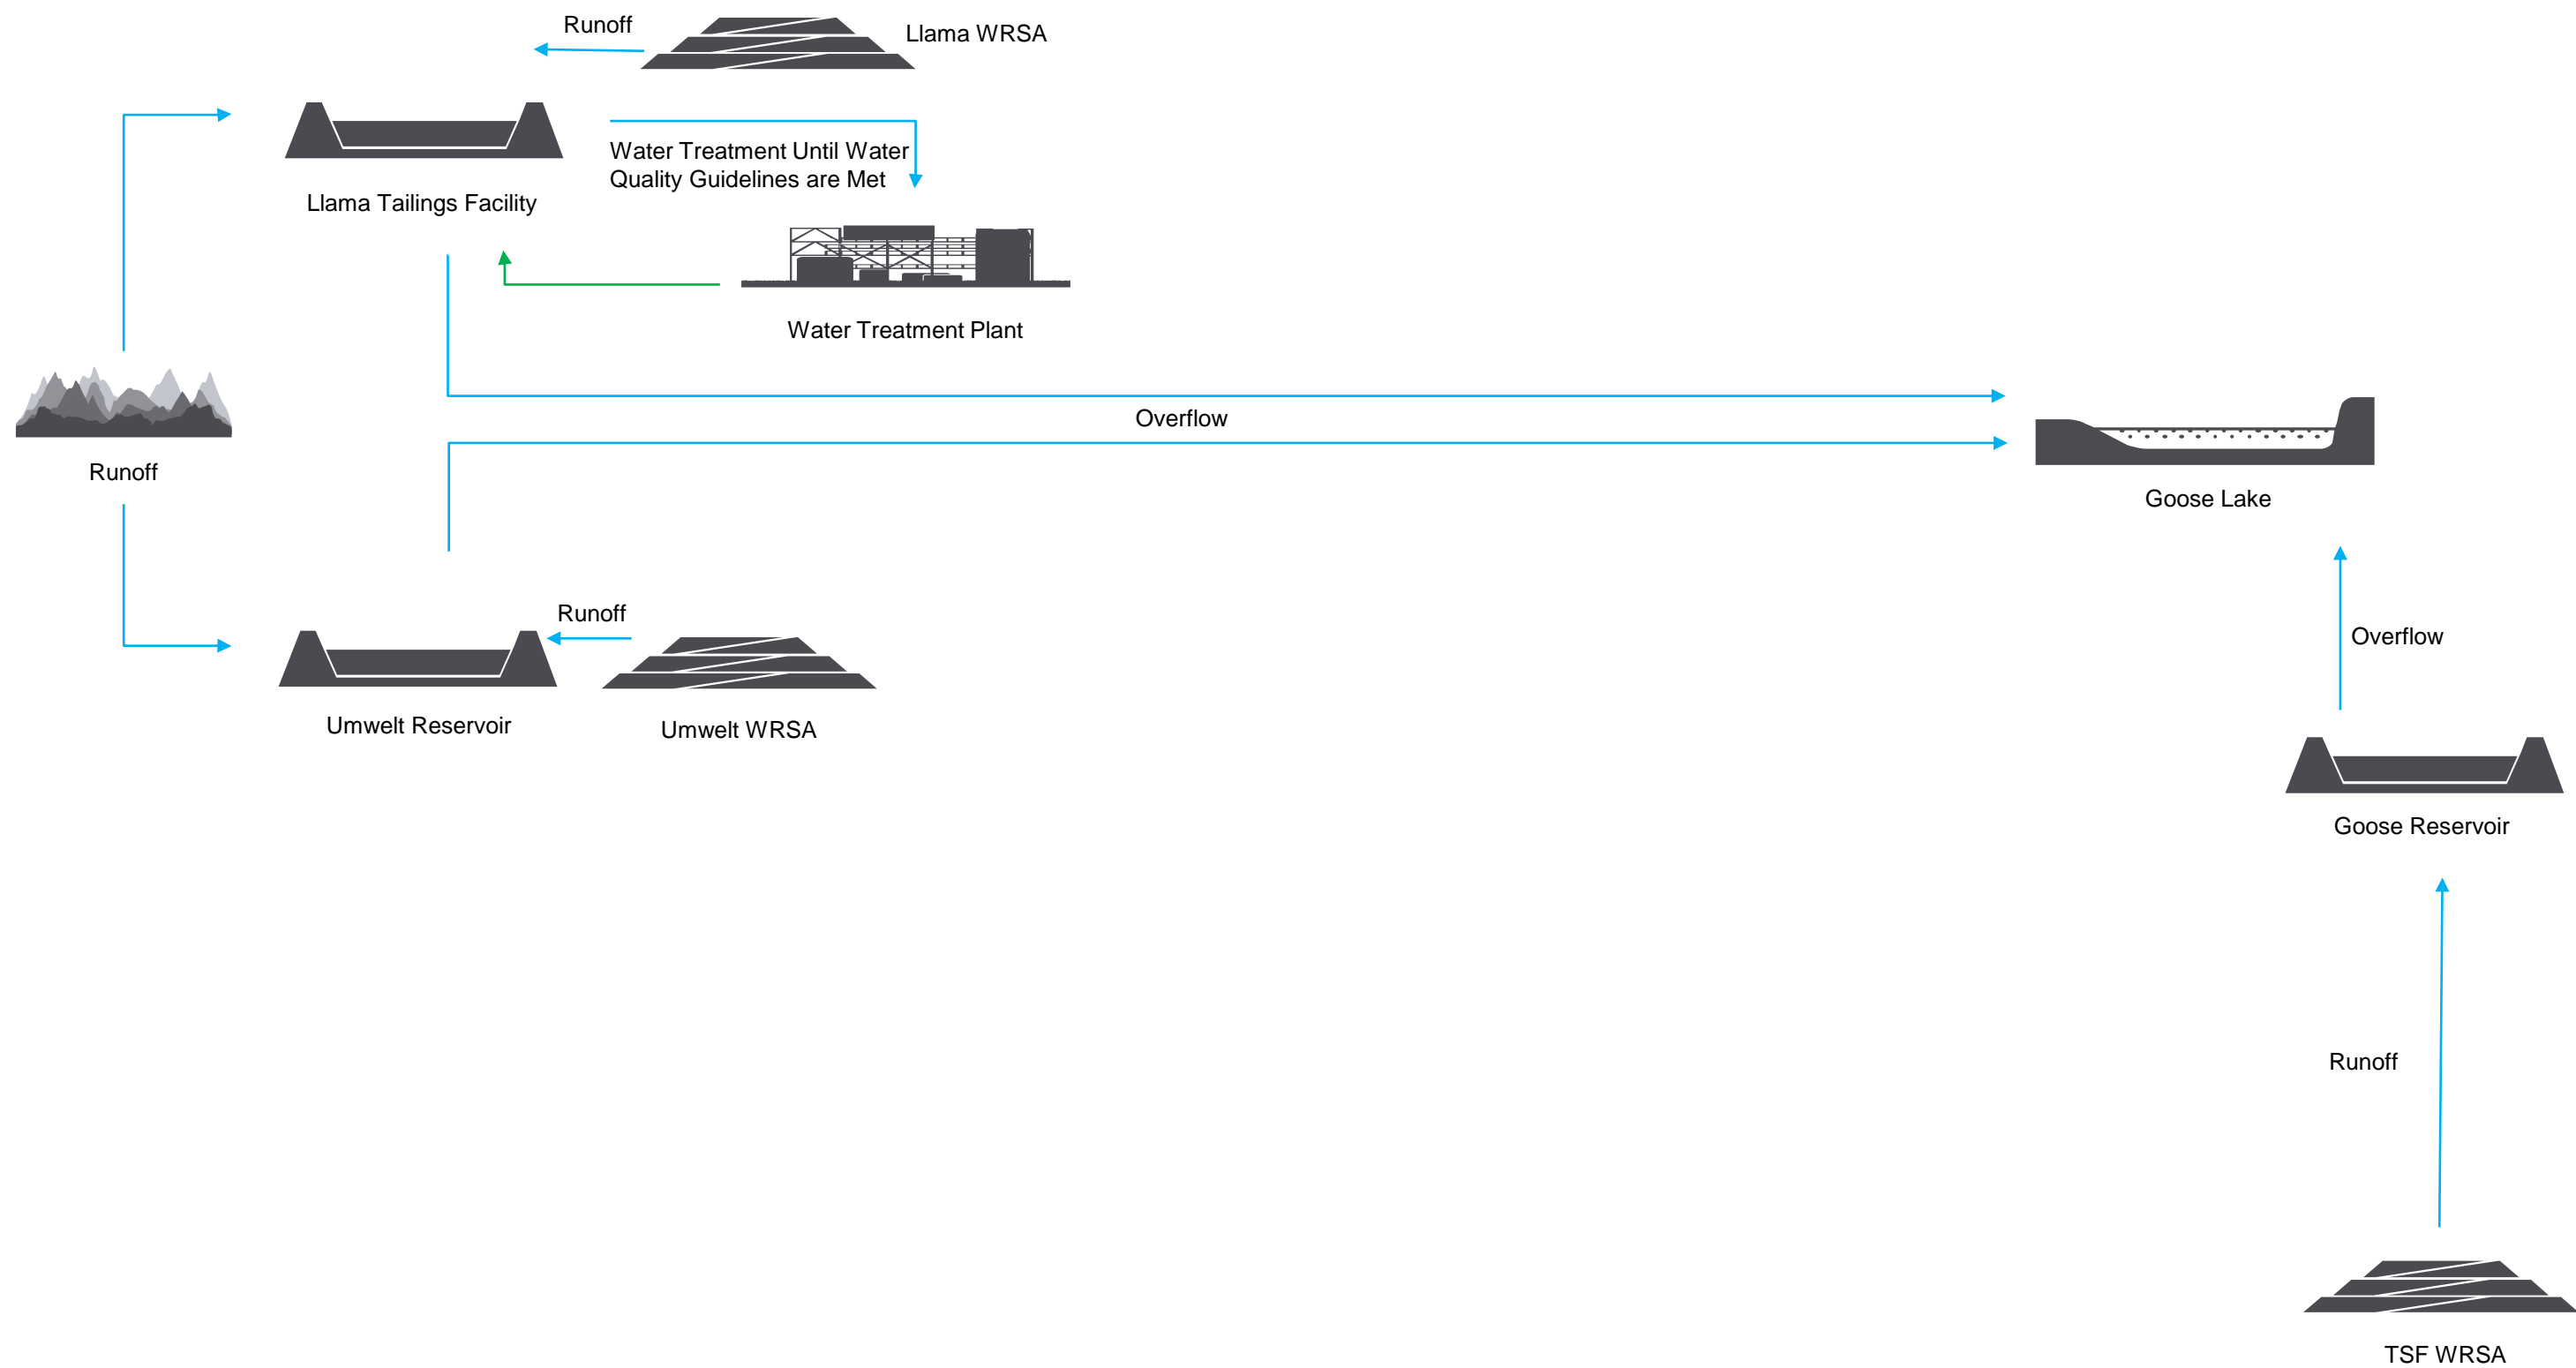 Runoff
Llama WRSA
Water Treatment Until Water
Quality Guidelines are Met
Llama Tailings Facility
Water Treatment Plant
Overflow
Runoff
Goose Lake
Runoff
Overflow
Umwelt Reservoir
Umwelt WRSA
Goose Reservoir
Runoff
TSF WRSA